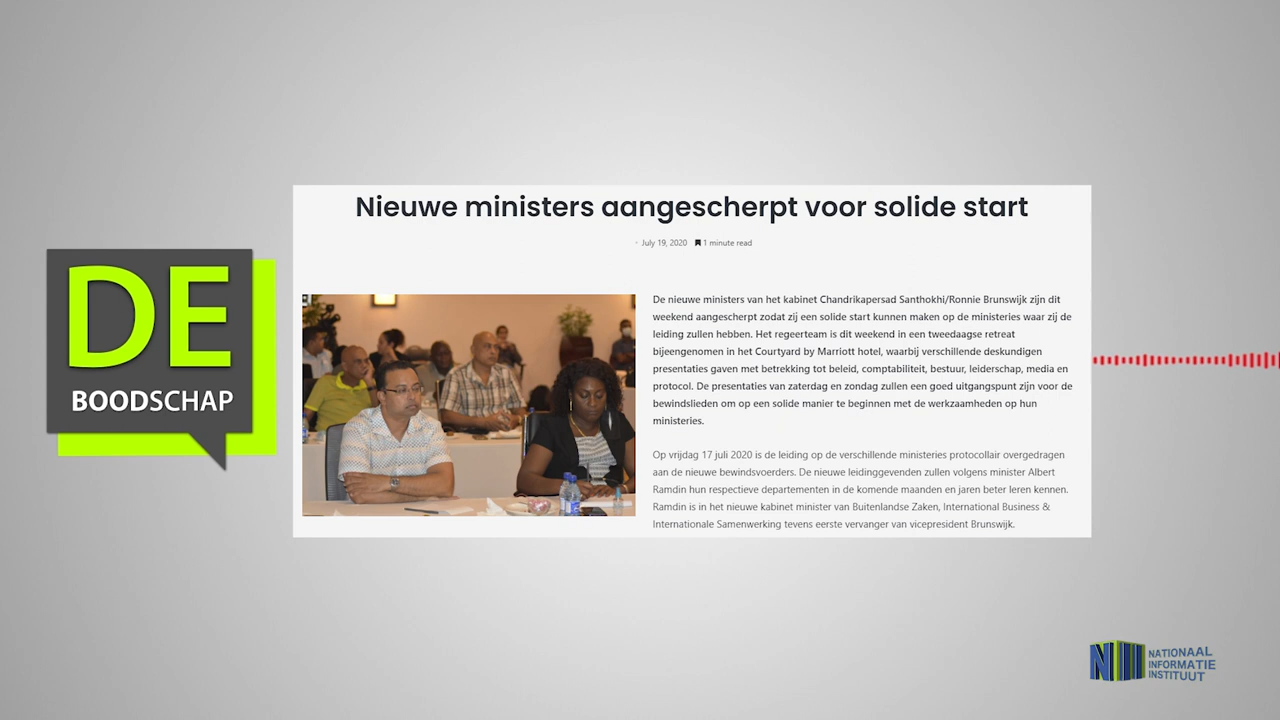 DE
BOODSCHAP
Nieuwe ministers aangescherpt voor solide start
July 19, 2020 1 minute read
De nieuwe ministers van het kabinet Chandrikapersad Santhokhi/Ronnie Brunswijk zijn dit
weekend aangescherpt zodat zij een solide start kunnen maken op de ministeries waar zij de
leiding zullen hebben. Het regeerteam is dit weekend in een tweedaagse retreat
bijeengenomen in het Courtyard by Marriott hotel, waarbij verschillende deskundigen
presentaties gaven met betrekking tot beleid, comptabiliteit, bestuur, leiderschap, media en
protocol. De presentaties van zaterdag en zondag zullen een goed uitgangspunt zijn voor de
bewindslieden om op een solide manier te beginnen met de werkzaamheden op hun
ministeries.
Op vrijdag 17 juli 2020 is de leiding op de verschillende ministeries protocollair overgedragen
aan de nieuwe bewindsvoerders. De nieuwe leidinggevenden zullen volgens minister Albert
Ramdin hun respectieve departementen in de komende maanden en jaren beter leren kennen.
Ramdin is in het nieuwe kabinet minister van Buitenlandse Zaken, International Business &
Internationale Samenwerking tevens eerste vervanger van vicepresident Brunswijk.
NII
NATIONAAL
INFORMATIE
INSTITUUT